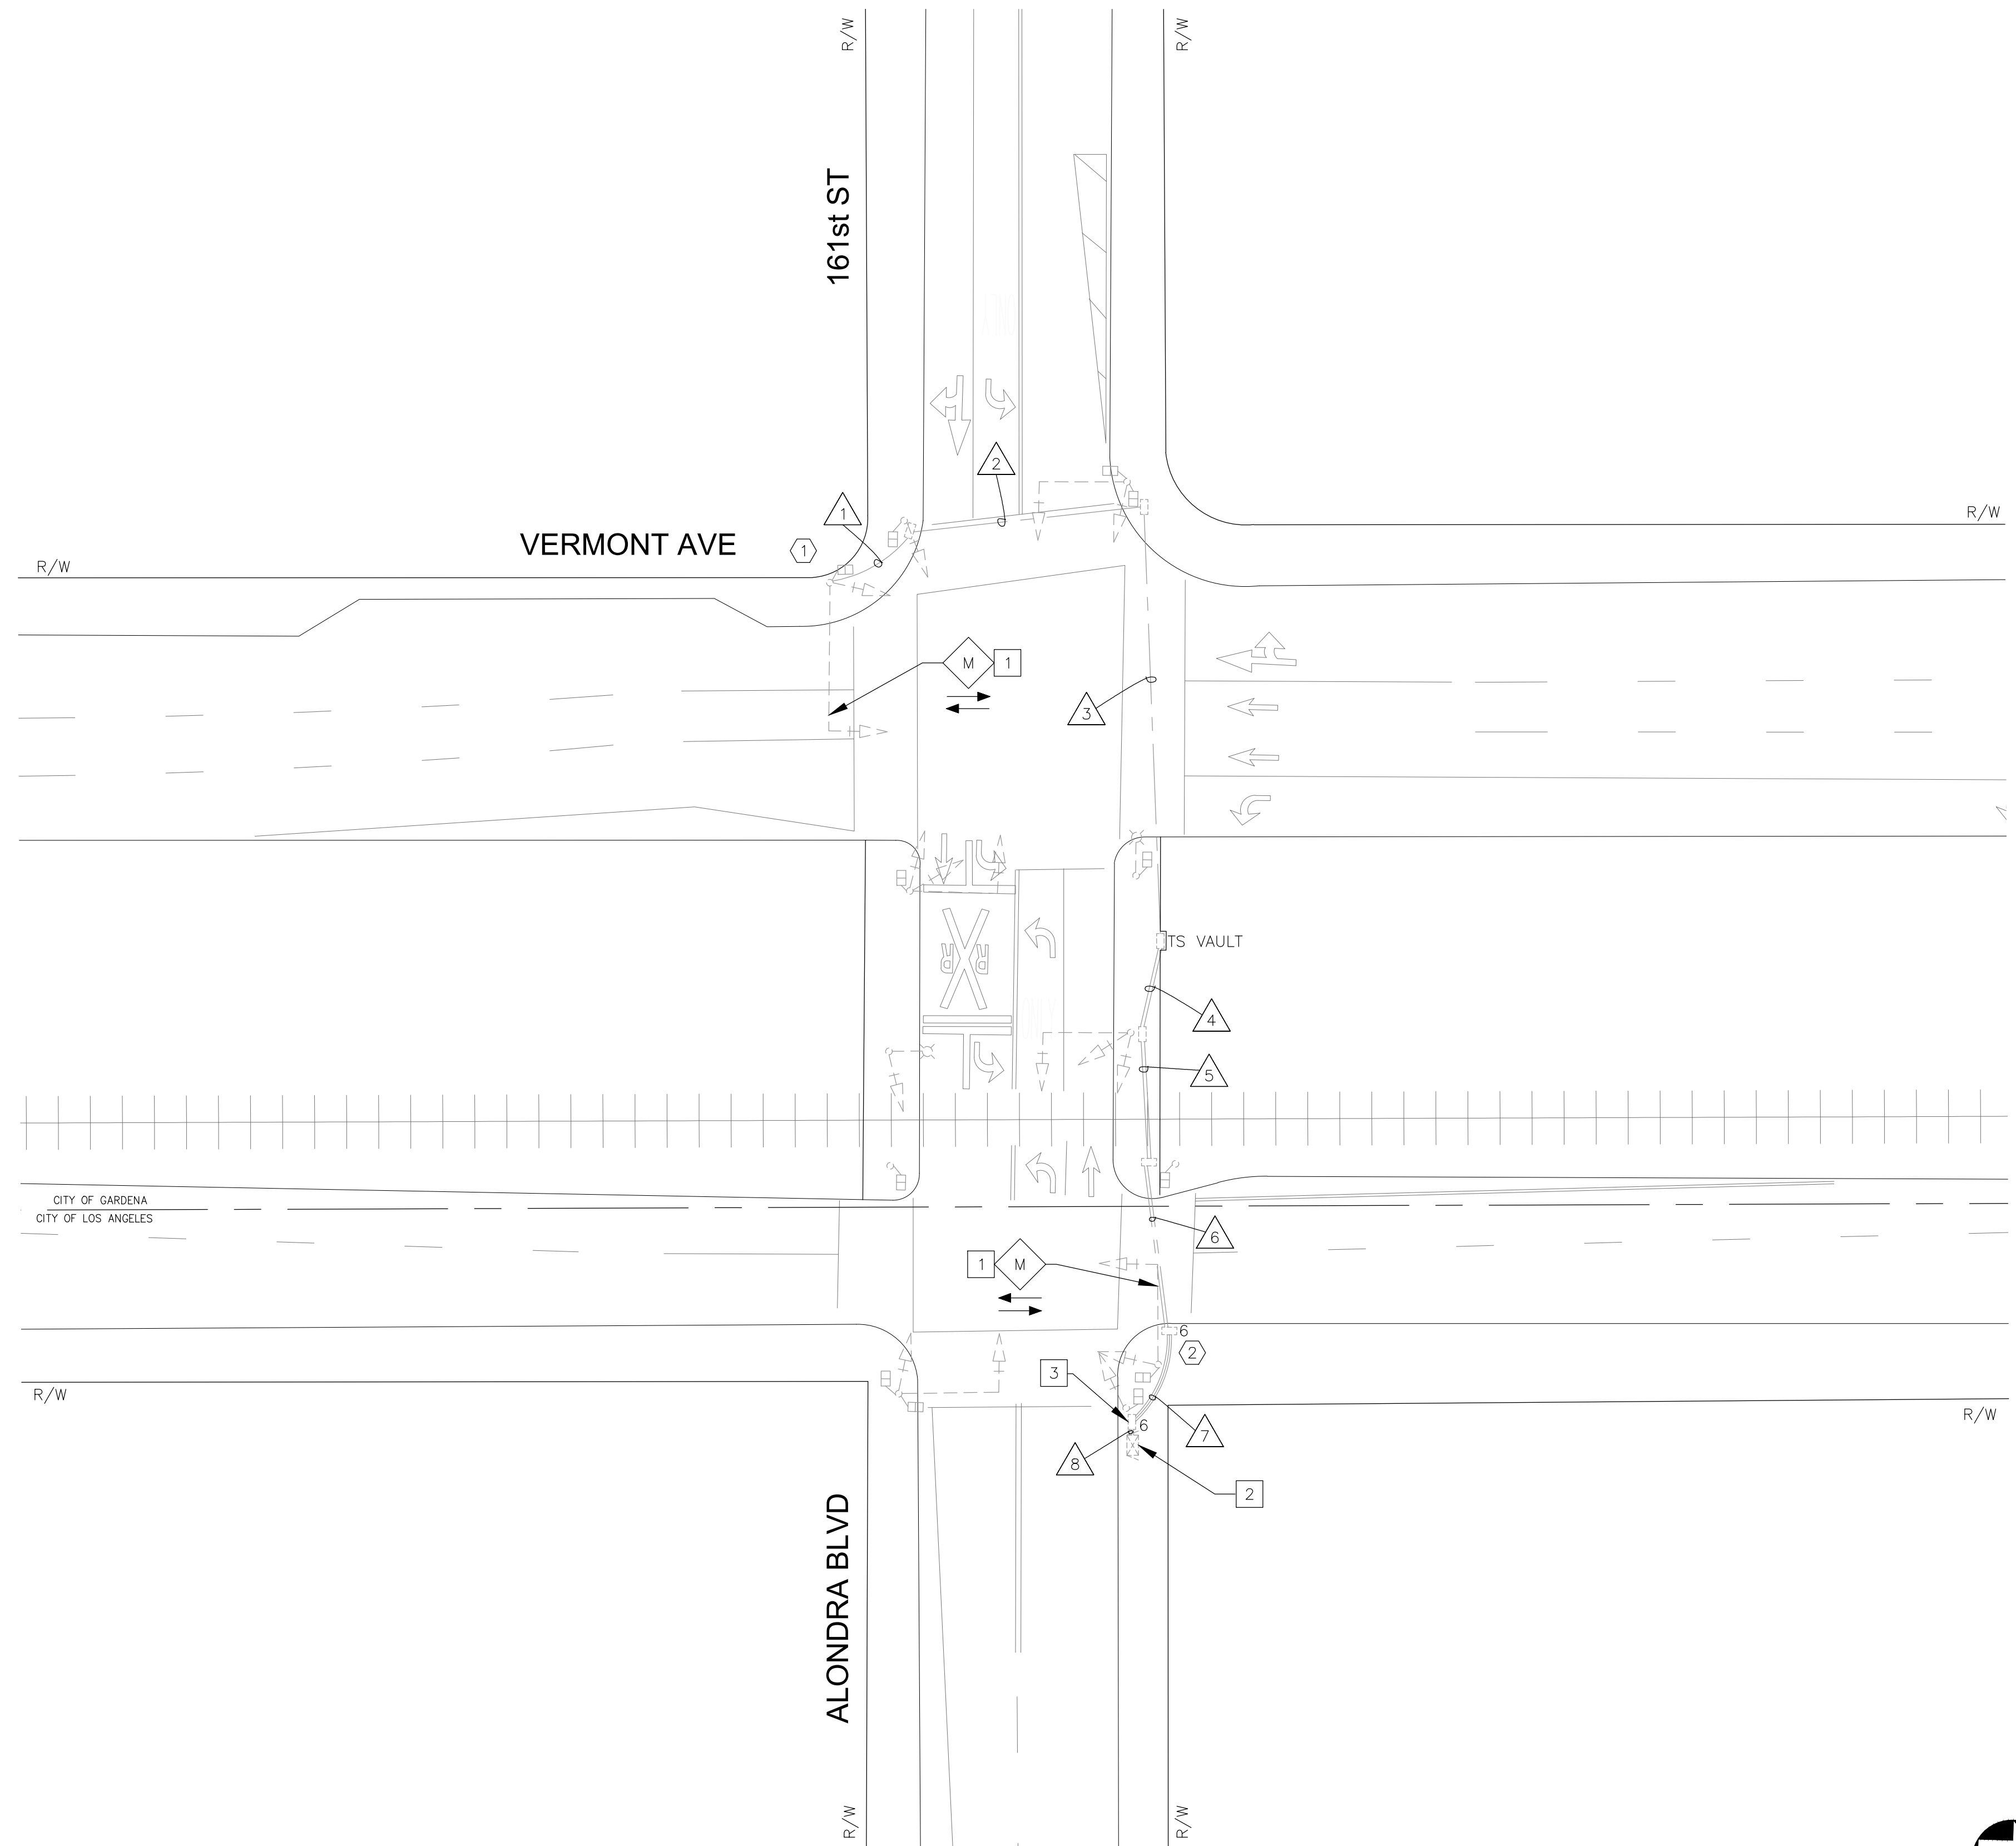 R/W
R/W
161st ST
2
1
VERMONT AVE
1
R/W
R/W
M
1
3
TS VAULT
R
R
4
5
CITY OF GARDENA
CITY OF LOS ANGELES
6
1
M
6
2
3
R/W
6
7
R/W
8
2
ALONDRA BLVD
R/W
R/W